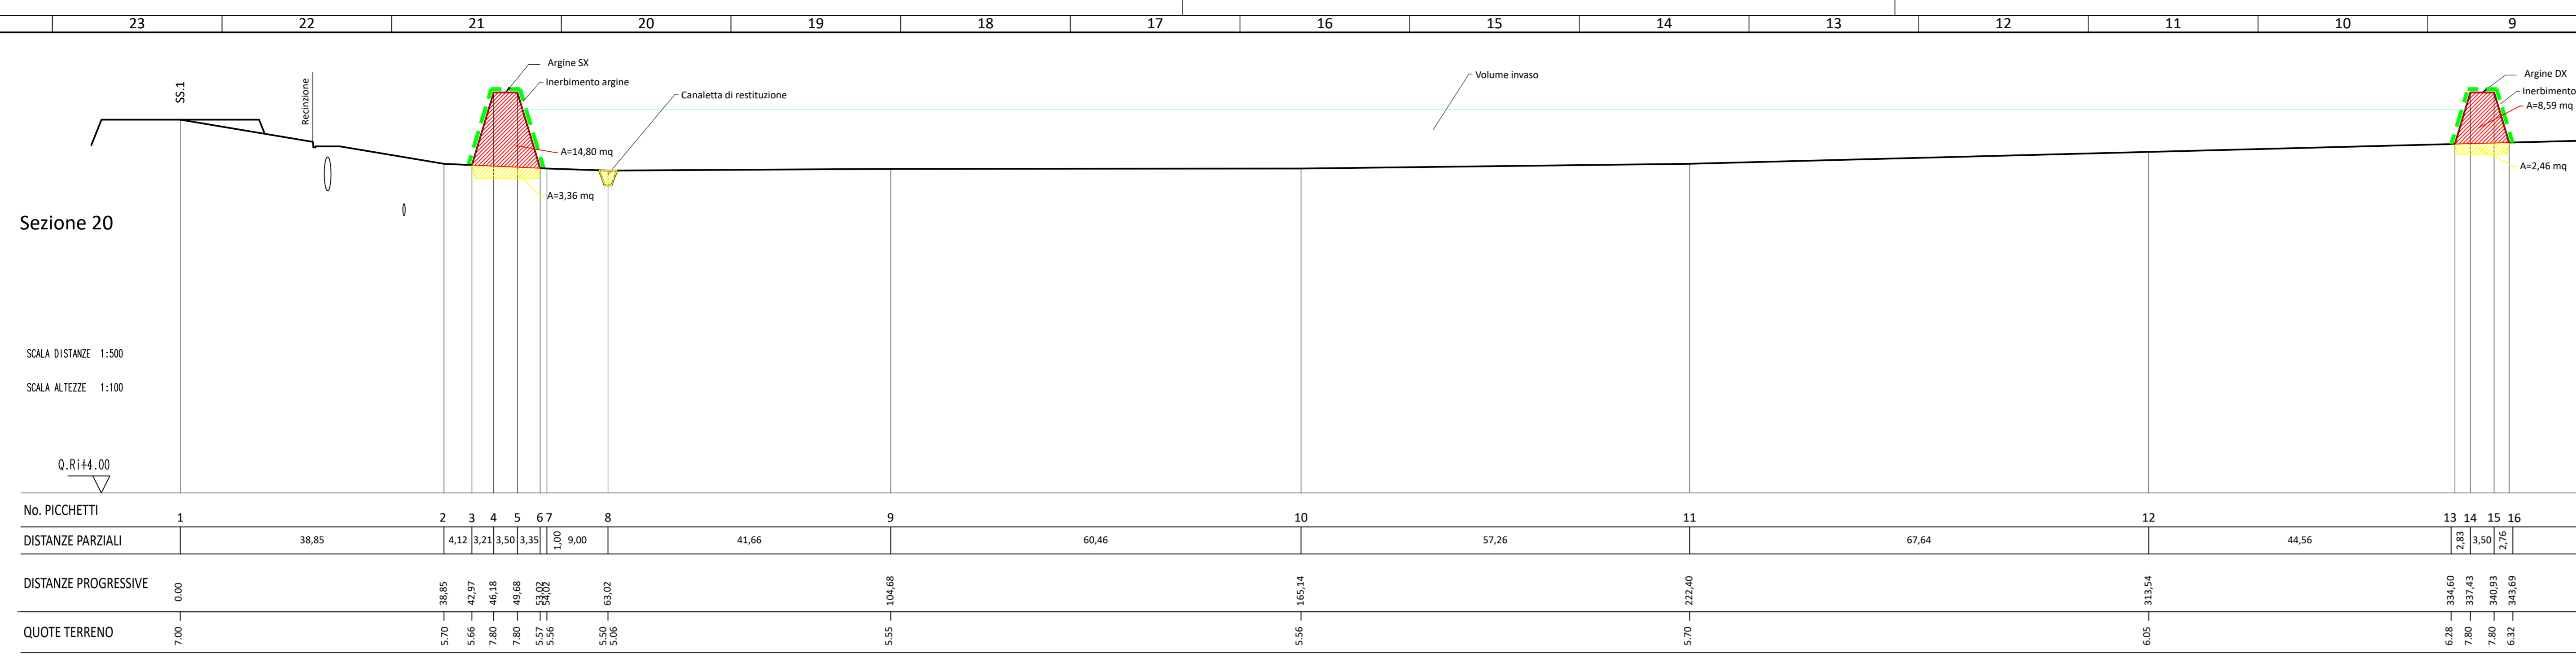 23 22 21 20 19 18 17 16 15 14 13 12 11 10 9
SS.1
Recinzione
Argine SX
Inerbimento argine
Canaletta di restituzione
Volume invaso
Argine DX
Inerbimento
A=8,59 mq
A=14,80 mq
A=2,46 mq
A=3,36 mq
Sezione 20
SCALA DISTANZE 1:500
SCALA ALTEZZE 1:100
Q.Rif4.00
No. PICCHETTI 1 2 3 4 5 6 7 8 9 10 11 12 13 14 15 16
DISTANZE PARZIALI 38,85 4,12 3,21 3,50 3,35 1,00 9,00 41,66 60,46 57,26 67,64 44,56 2,83 3,50 2,76
DISTANZE PROGRESSIVE 0.00 38,85 42,97 46,18 49,68 53,02 54,02 63,02 104,68 165,14 222,40 313,54 334,60 337,43 340,93 343,69
QUOTE TERRENO 7.00 5.70 5.66 7.80 7.80 5.57 5.56 5.50 5.06 5.55 5.56 5.70 6.05 6.28 7.80 7.80 6.32